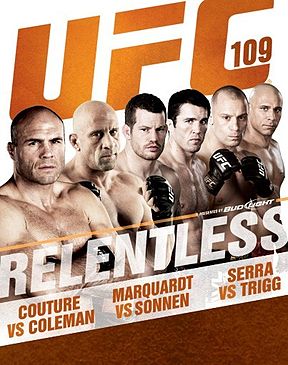 UFC
109
PRESENTED BY BUD LIGHT
RELENTLESS
COUTURE
VS COLEMAN
MARQUARDT
VS SONNEN
SERRA
VS TRIGG